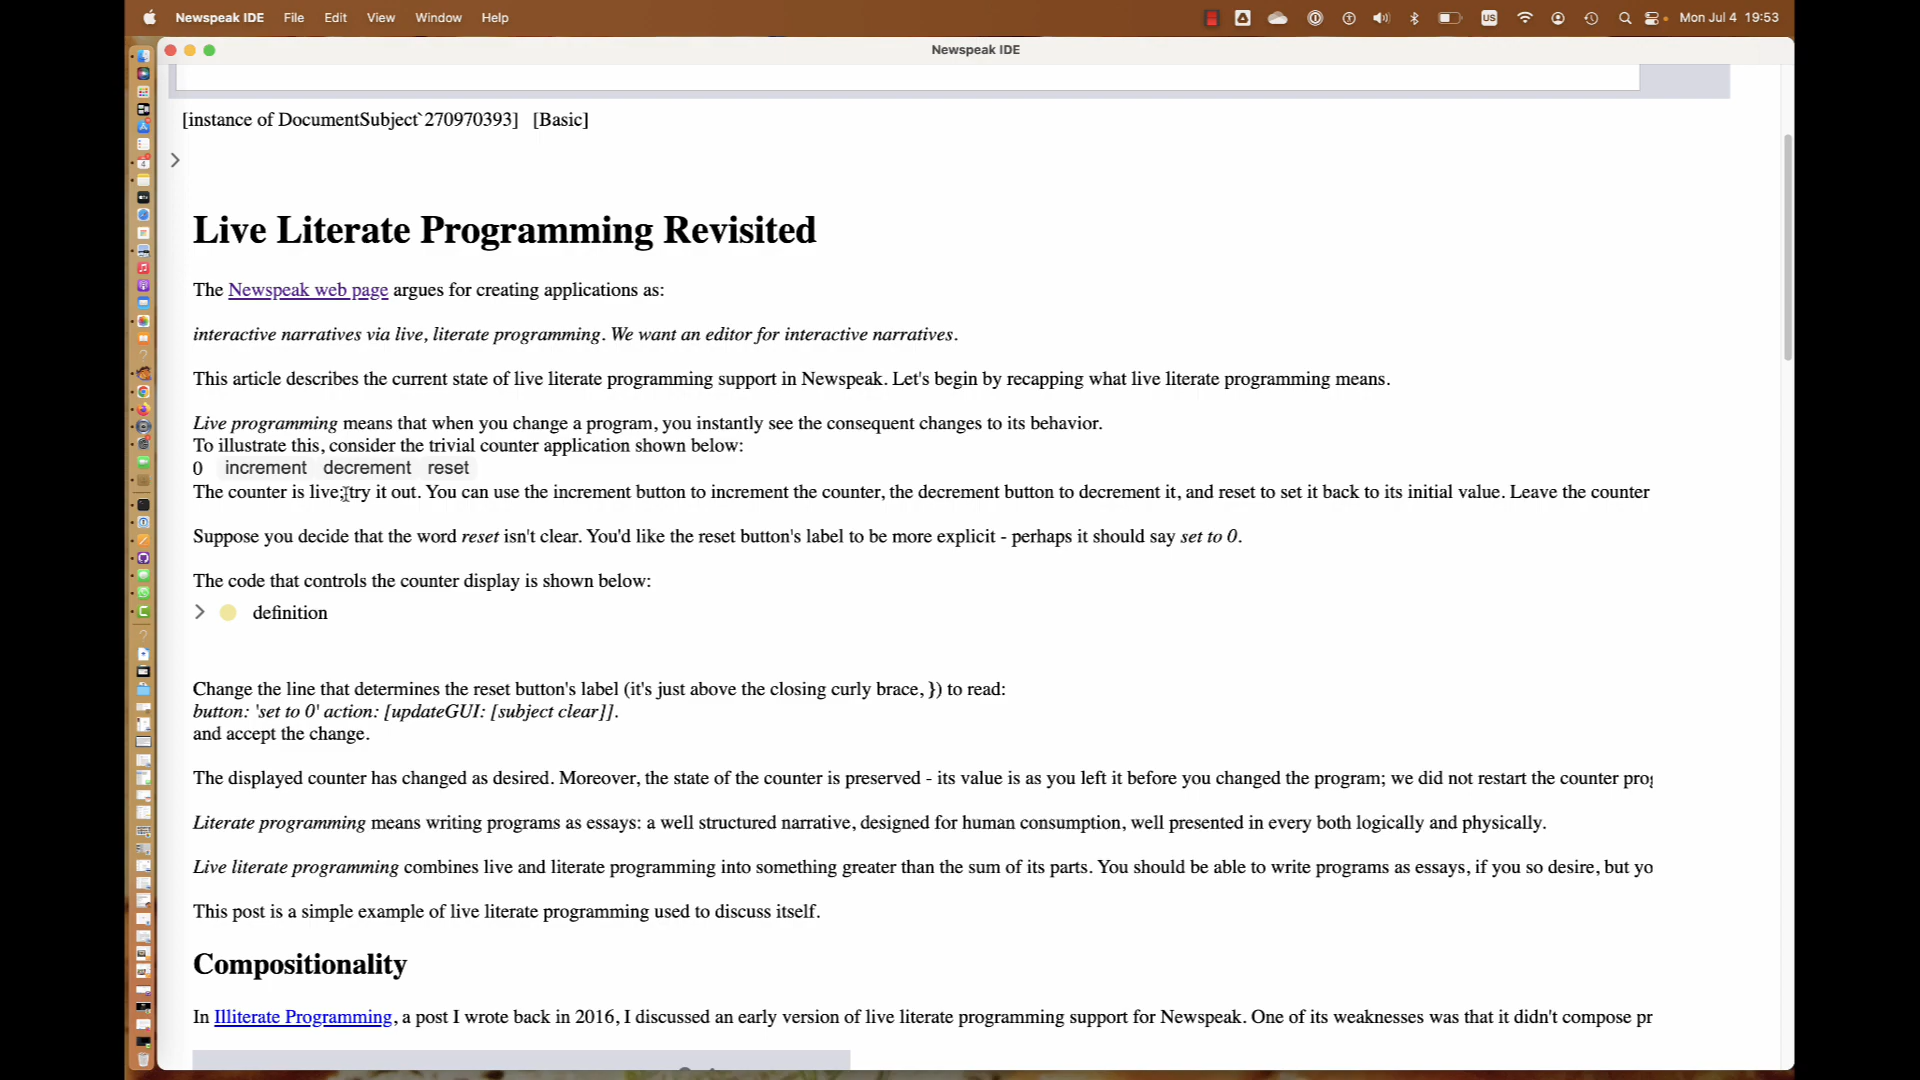 Newspeak IDE File Edit View Window Help US Mon Jul 4 19:53
Newspeak IDE
[instance of DocumentSubject`270970393] [Basic]
Live Literate Programming Revisited
The Newspeak web page argues for creating applications as:
interactive narratives via live, literate programming. We want an editor for interactive narratives.
This article describes the current state of live literate programming support in Newspeak. Let's begin by recapping what live literate programming means.
Live programming means that when you change a program, you instantly see the consequent changes to its behavior.
To illustrate this, consider the trivial counter application shown below:
0 increment decrement reset
The counter is live; try it out. You can use the increment button to increment the counter, the decrement button to decrement it, and reset to set it back to its initial value. Leave the counter
Suppose you decide that the word reset isn't clear. You'd like the reset button's label to be more explicit - perhaps it should say set to 0.
The code that controls the counter display is shown below:
definition
Change the line that determines the reset button's label (it's just above the closing curly brace, }) to read:
button: 'set to 0' action: [updateGUI: [subject clear]].
and accept the change.
The displayed counter has changed as desired. Moreover, the state of the counter is preserved - its value is as you left it before you changed the program; we did not restart the counter prog
Literate programming means writing programs as essays: a well structured narrative, designed for human consumption, well presented in every both logically and physically.
Live literate programming combines live and literate programming into something greater than the sum of its parts. You should be able to write programs as essays, if you so desire, but yo
This post is a simple example of live literate programming used to discuss itself.
Compositionality
In Illiterate Programming, a post I wrote back in 2016, I discussed an early version of live literate programming support for Newspeak. One of its weaknesses was that it didn't compose pr